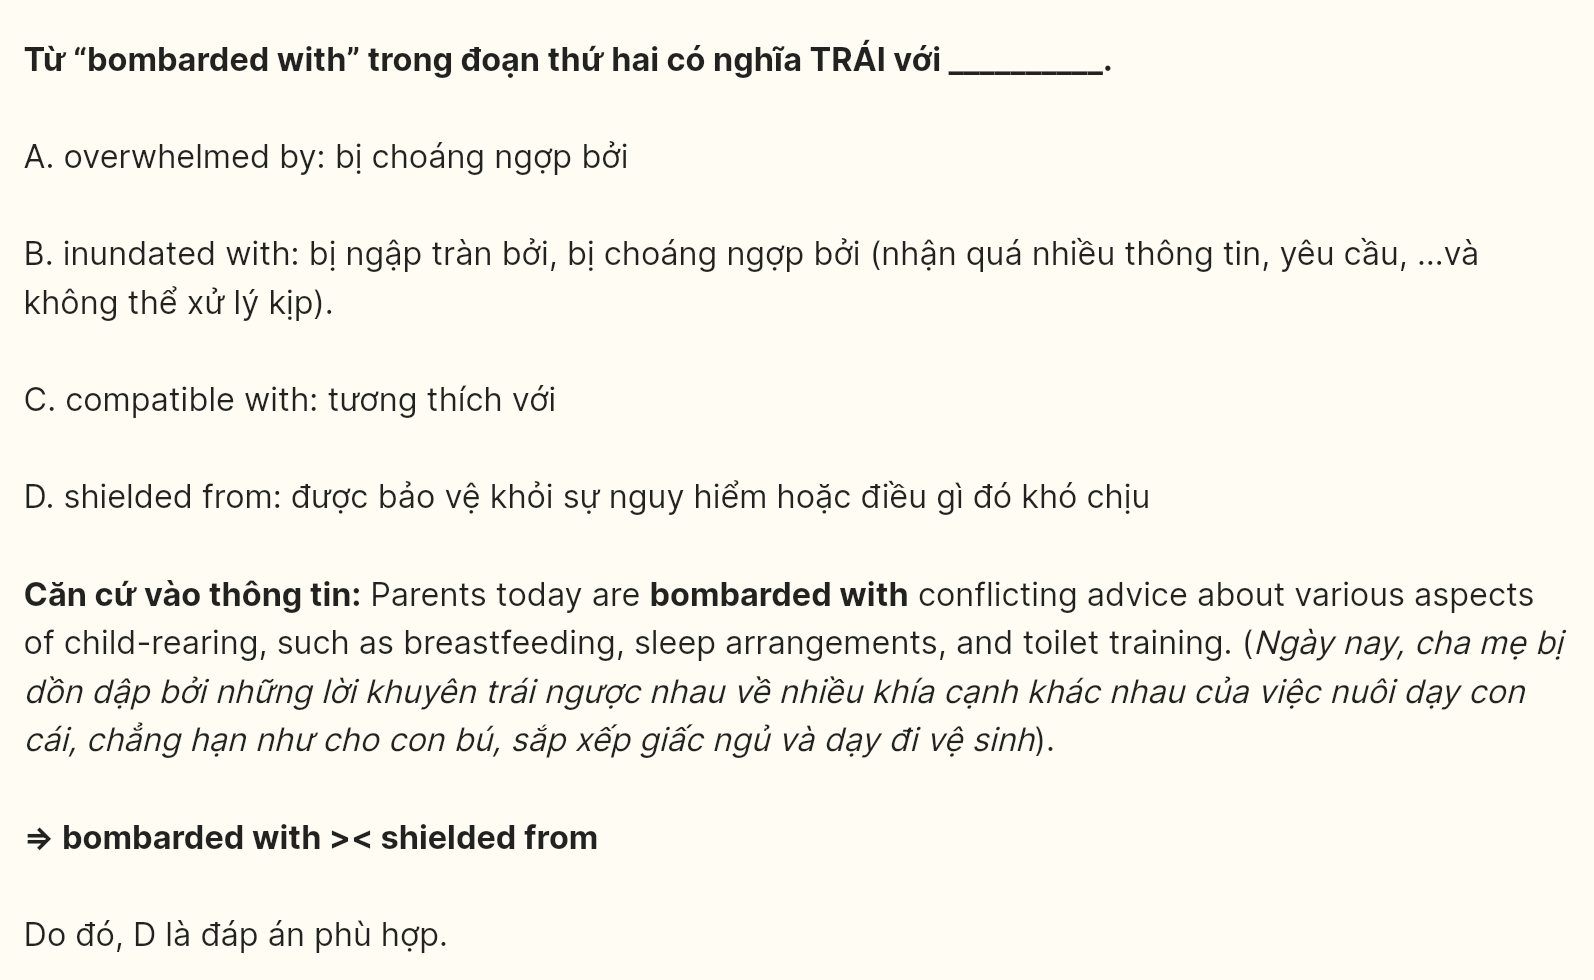 Từ “bombarded with” trong đoạn thứ hai có nghĩa TRÁI với __________.
A. overwhelmed by: bị choáng ngợp bởi
B. inundated with: bị ngập tràn bởi, bị choáng ngợp bởi (nhận quá nhiều thông tin, yêu cầu, ...và
không thể xử lý kịp).
C. compatible with: tương thích với
D. shielded from: được bảo vệ khỏi sự nguy hiểm hoặc điều gì đó khó chịu
Căn cứ vào thông tin: Parents today are bombarded with conflicting advice about various aspects
of child-rearing, such as breastfeeding, sleep arrangements, and toilet training. (Ngày nay, cha mẹ bị
dồn dập bởi những lời khuyên trái ngược nhau về nhiều khía cạnh khác nhau của việc nuôi dạy con
cái, chẳng hạn như cho con bú, sắp xếp giấc ngủ và dạy đi vệ sinh).
⇒ bombarded with >< shielded from
Do đó, D là đáp án phù hợp.